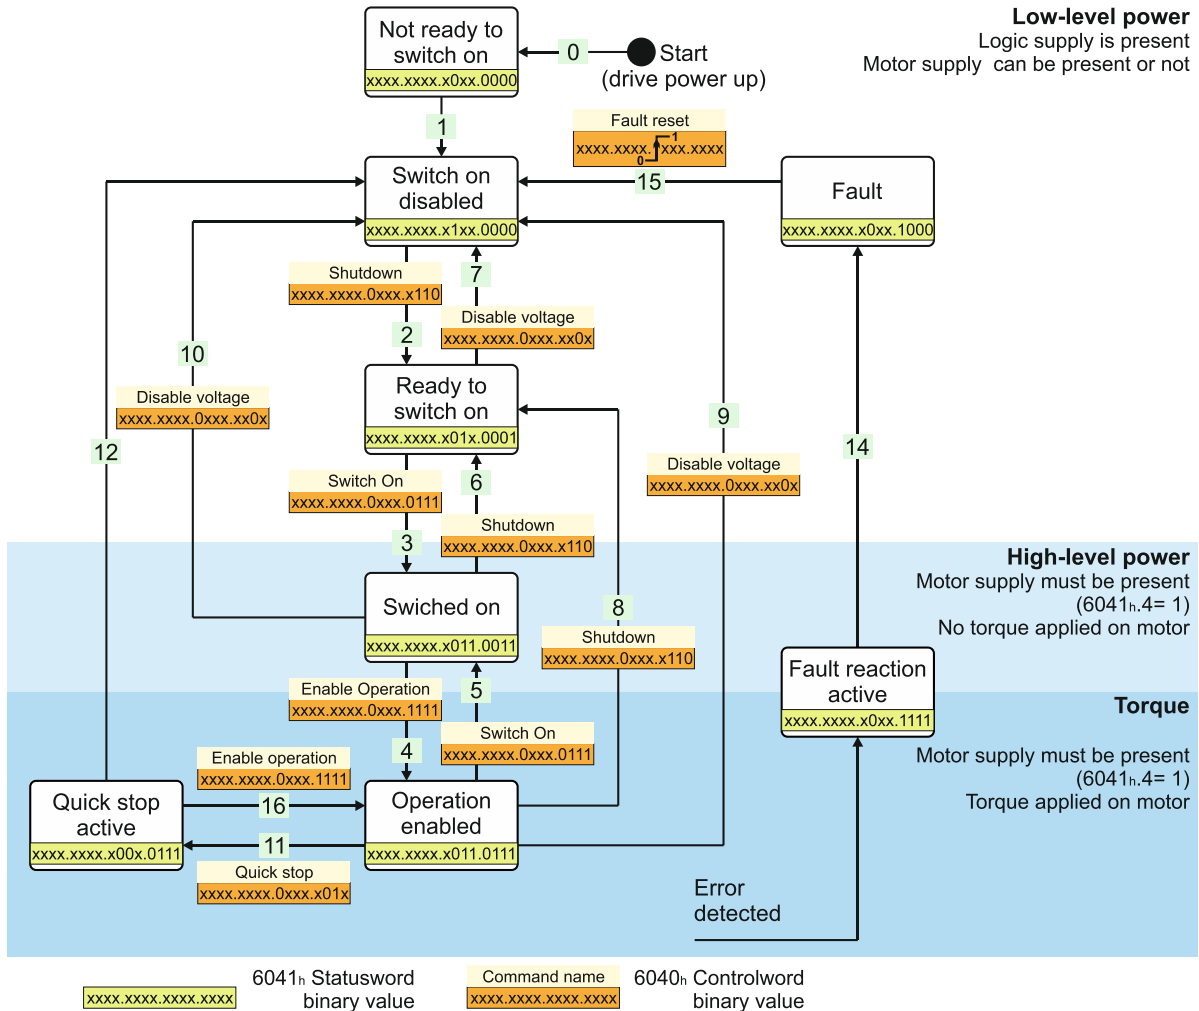 Low-level power
Logic supply is present
Motor supply  can be present or not
Not ready to
switch on
xxxx.xxxx.x0xx.0000
0
Start
(drive power up)
1
Fault reset
xxxx.xxxx. xxx.xxxx
1
0
15
Switch on
disabled
xxxx.xxxx.x1xx.0000
Fault
xxxx.xxxx.x0xx.1000
Shutdown
xxxx.xxxx.0xxx.x110
2
7
Disable voltage
xxxx.xxxx.0xxx.xx0x
10
Disable voltage
xxxx.xxxx.0xxx.xx0x
12
Ready to
switch on
xxxx.xxxx.x01x.0001
9
Disable voltage
xxxx.xxxx.0xxx.xx0x
14
Switch On
xxxx.xxxx.0xxx.0111
3
6
Shutdown
xxxx.xxxx.0xxx.x110
High-level power
Motor supply must be present
(6041h.4= 1)
No torque applied on motor
Swiched on
xxxx.xxxx.x011.0011
8
Shutdown
xxxx.xxxx.0xxx.x110
Fault reaction
active
xxxx.xxxx.x0xx.1111
Enable Operation
xxxx.xxxx.0xxx.1111
4
5
Switch On
xxxx.xxxx.0xxx.0111
Torque
Motor supply must be present
(6041h.4= 1)
Torque applied on motor
Enable operation
xxxx.xxxx.0xxx.1111
16
Quick stop
active
xxxx.xxxx.x00x.0111
Operation
enabled
xxxx.xxxx.x011.0111
11
Quick stop
xxxx.xxxx.0xxx.x01x
Error
detected
xxxx.xxxx.xxxx.xxxx
6041h Statusword
binary value
Command name
xxxx.xxxx.xxxx.xxxx
6040h Controlword
binary value